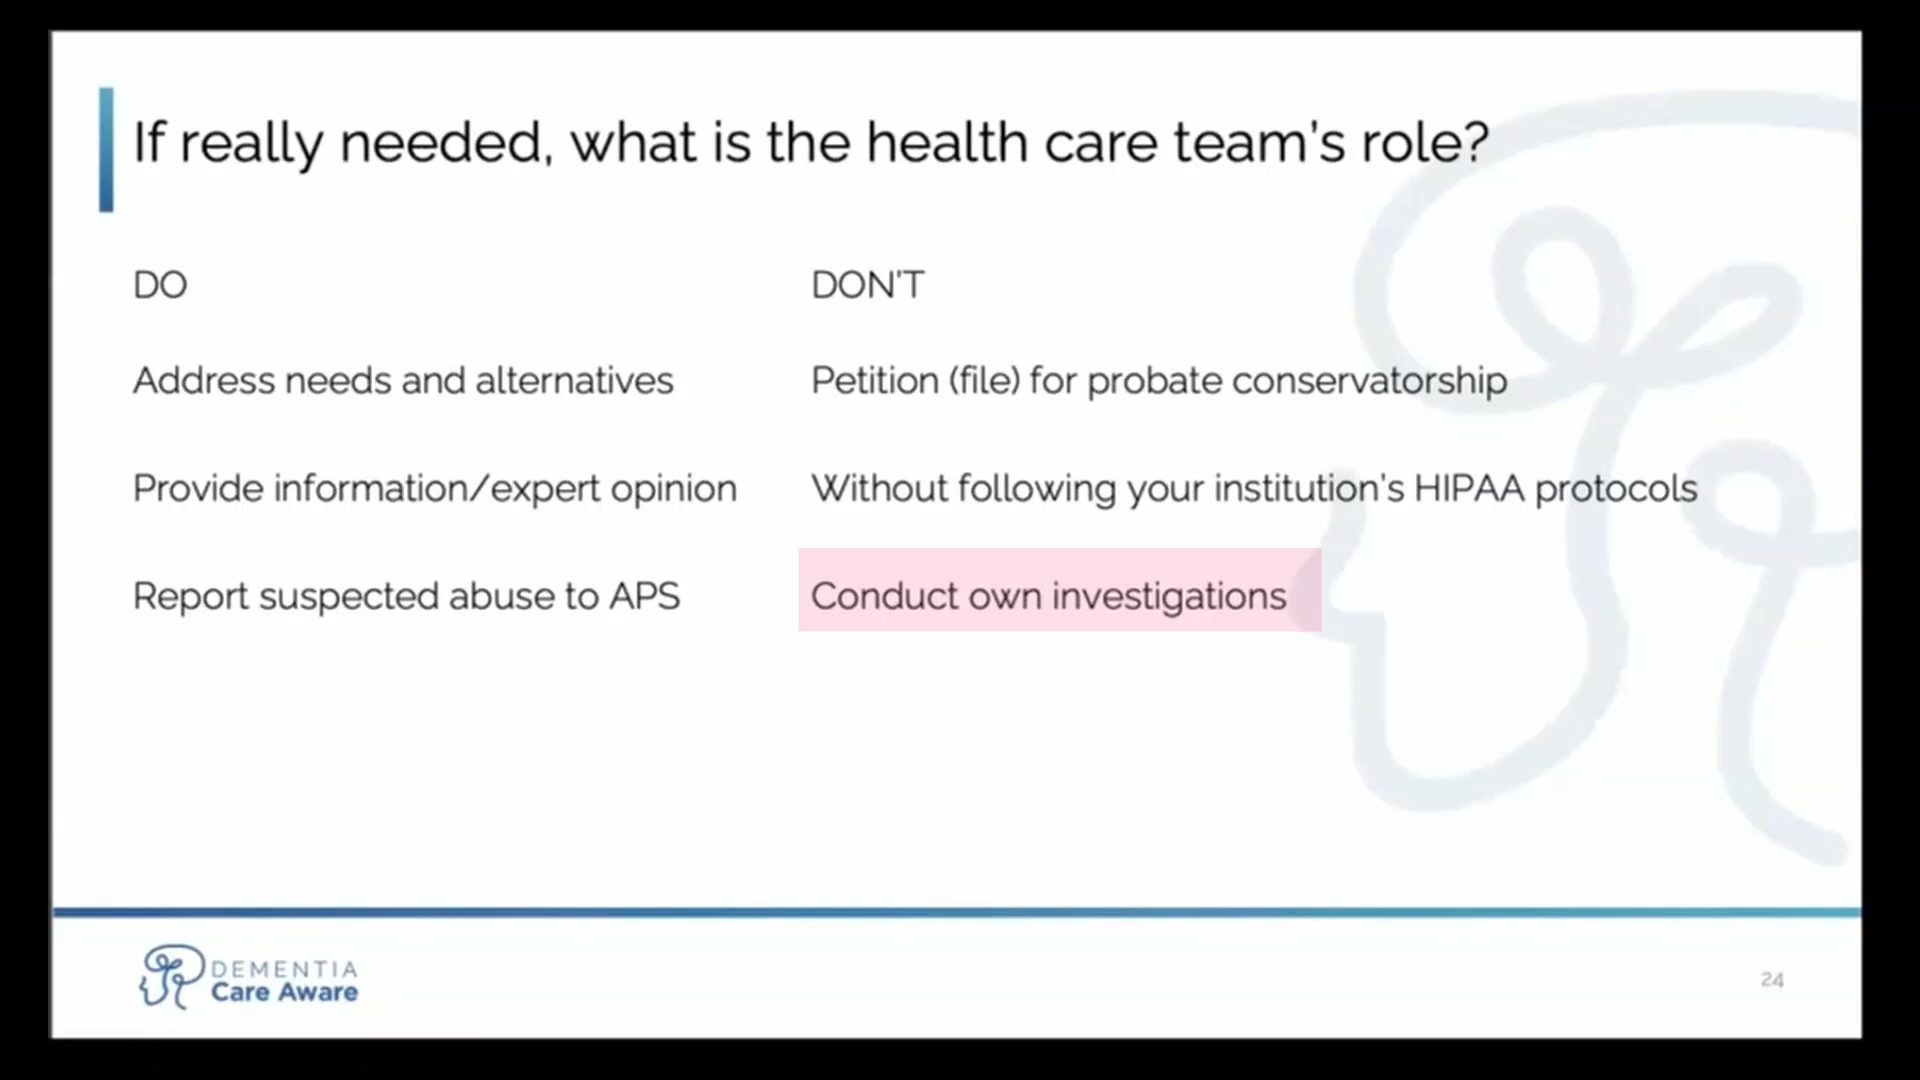 If really needed, what is the health care team's role?
DO
DON'T
Address needs and alternatives
Petition (file) for probate conservatorship
Provide information/expert opinion
Without following your institution's HIPAA protocols
Report suspected abuse to APS
Conduct own investigations
DEMENTIA
Care Aware
24